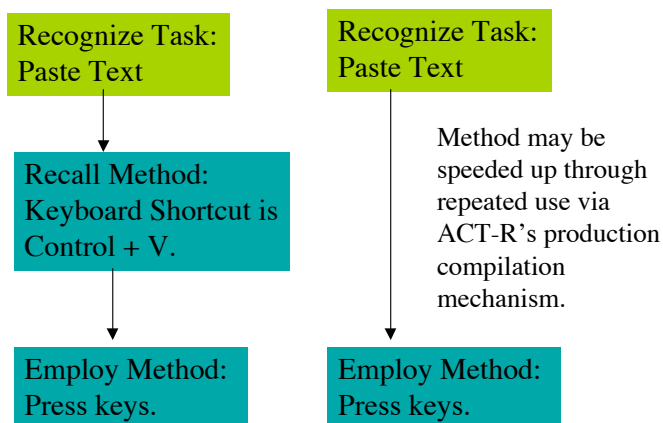 Recognize Task:
Paste Text
Recall Method:
Keyboard Shortcut is
Control + V.
Employ Method:
Press keys.
Recognize Task:
Paste Text
Method may be
speeded up through
repeated use via
ACT-R's production
compilation
mechanism.
Employ Method:
Press keys.